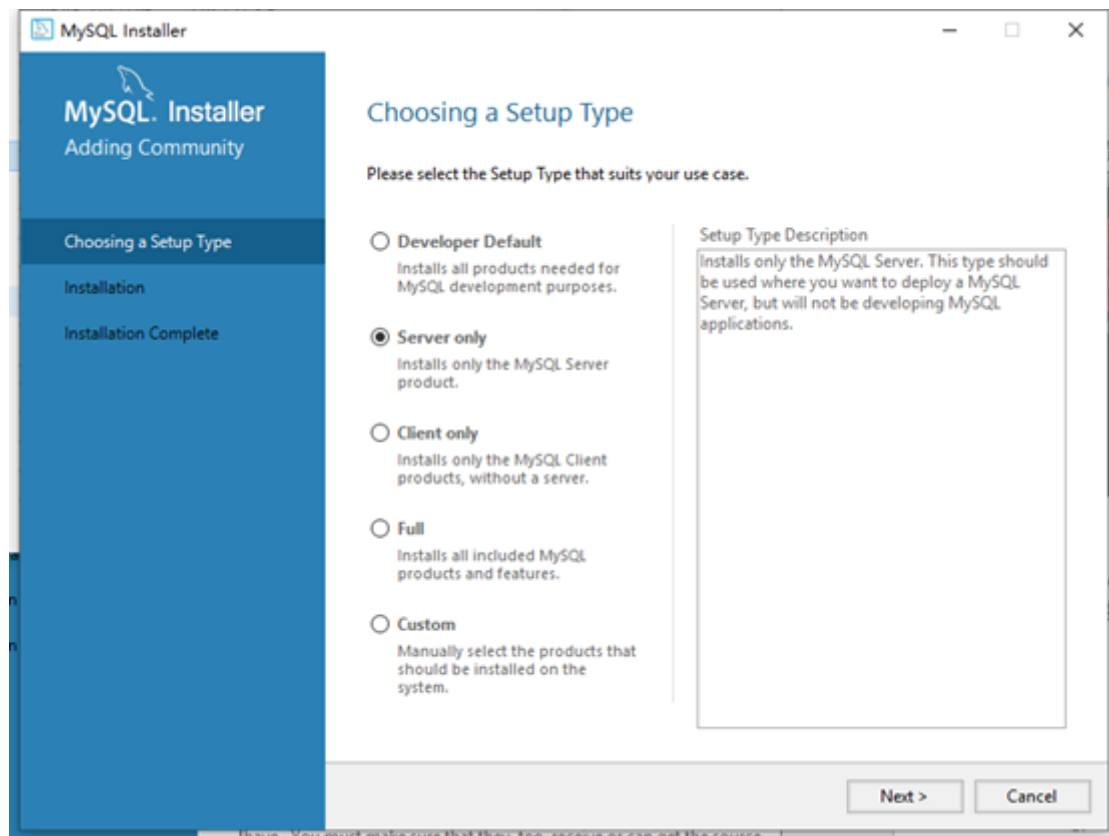 MySQL Installer
MySQL. Installer
Adding Community
Choosing a Setup Type
Installation
Installation Complete
Choosing a Setup Type
Please select the Setup Type that suits your use case.
Developer Default
Installs all products needed for
MySQL development purposes.
Server only
Installs only the MySQL Server
product.
Client only
Installs only the MySQL Client
products, without a server.
Full
Installs all included MySQL
products and features.
Custom
Manually select the products that
should be installed on the
system.
Setup Type Description
Installs only the MySQL Server. This type should
be used where you want to deploy a MySQL
Server, but will not be developing MySQL
applications.
Next >
Cancel